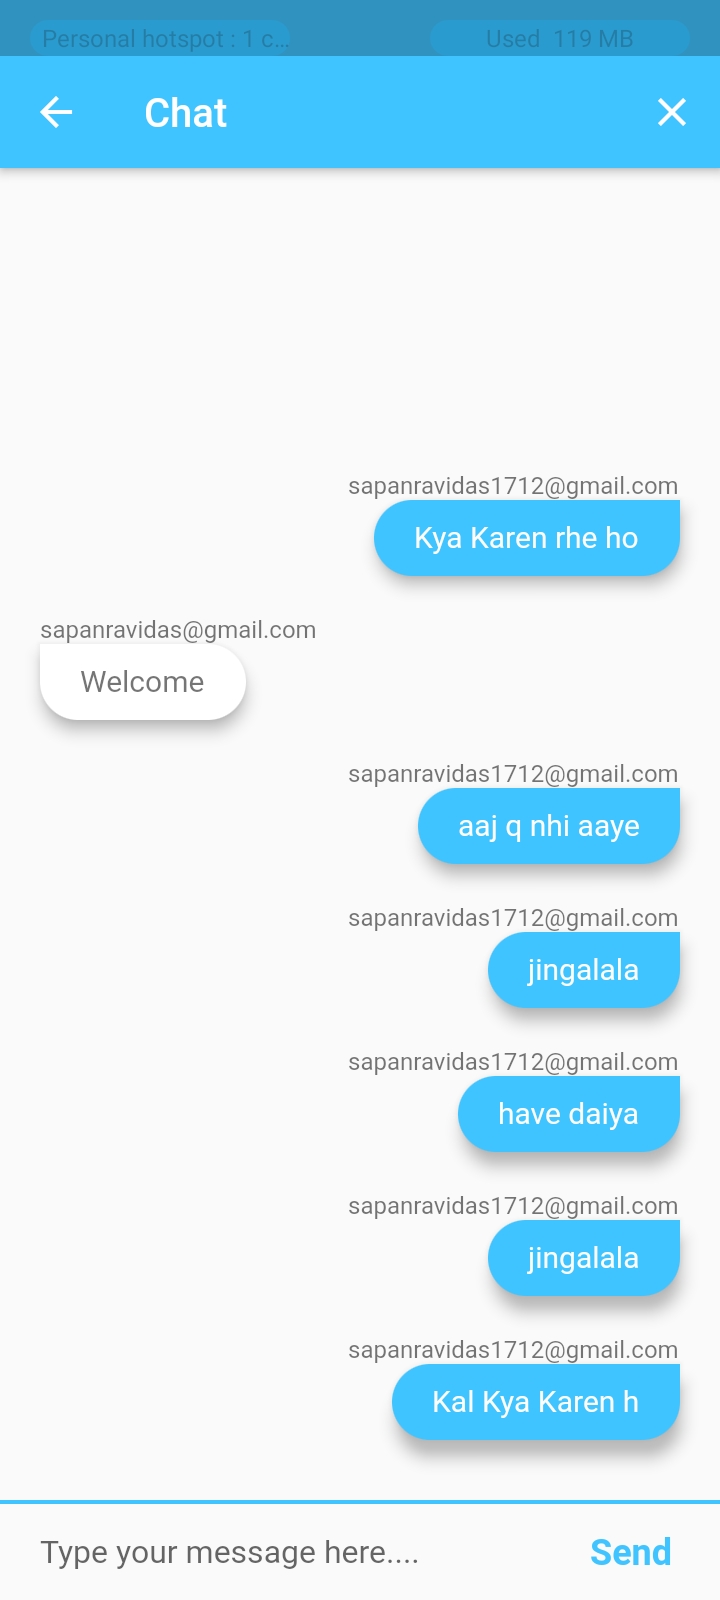 Personal hotspot : 1 c... Used 119 MB
Chat
sapanravidas1712@gmail.com
Kya Karen rhe ho
sapanravidas@gmail.com
Welcome
sapanravidas1712@gmail.com
aaj q nhi aaye
sapanravidas1712@gmail.com
jingalala
sapanravidas1712@gmail.com
have daiya
sapanravidas1712@gmail.com
jingalala
sapanravidas1712@gmail.com
Kal Kya Karen h
Type your message here.... Send